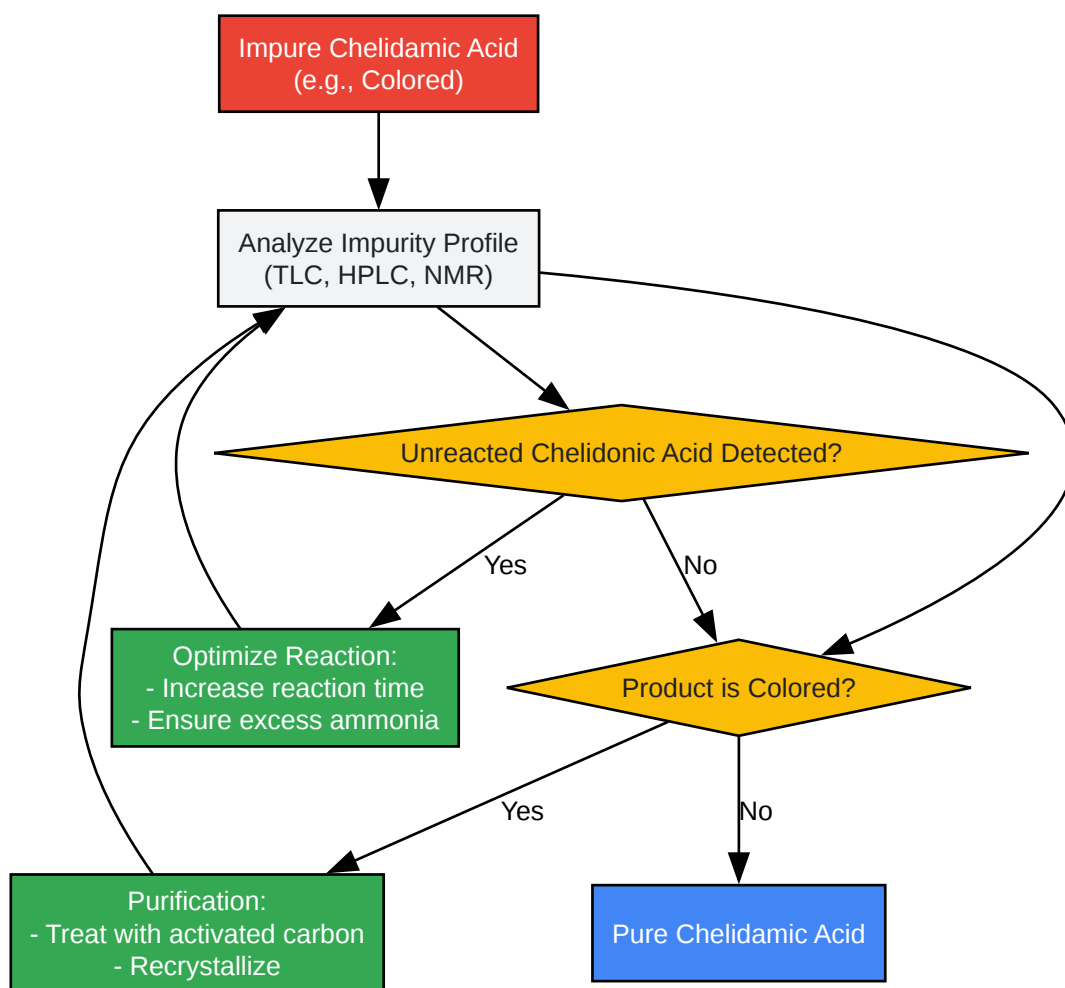 Impure Chelidamic Acid
(e.g., Colored)
Analyze Impurity Profile
(TLC, HPLC, NMR)
Unreacted Chelidonic Acid Detected?
Yes
No
Optimize Reaction:
- Increase reaction time
- Ensure excess ammonia
Product is Colored?
Yes
No
Purification:
- Treat with activated carbon
- Recrystallize
Pure Chelidamic Acid